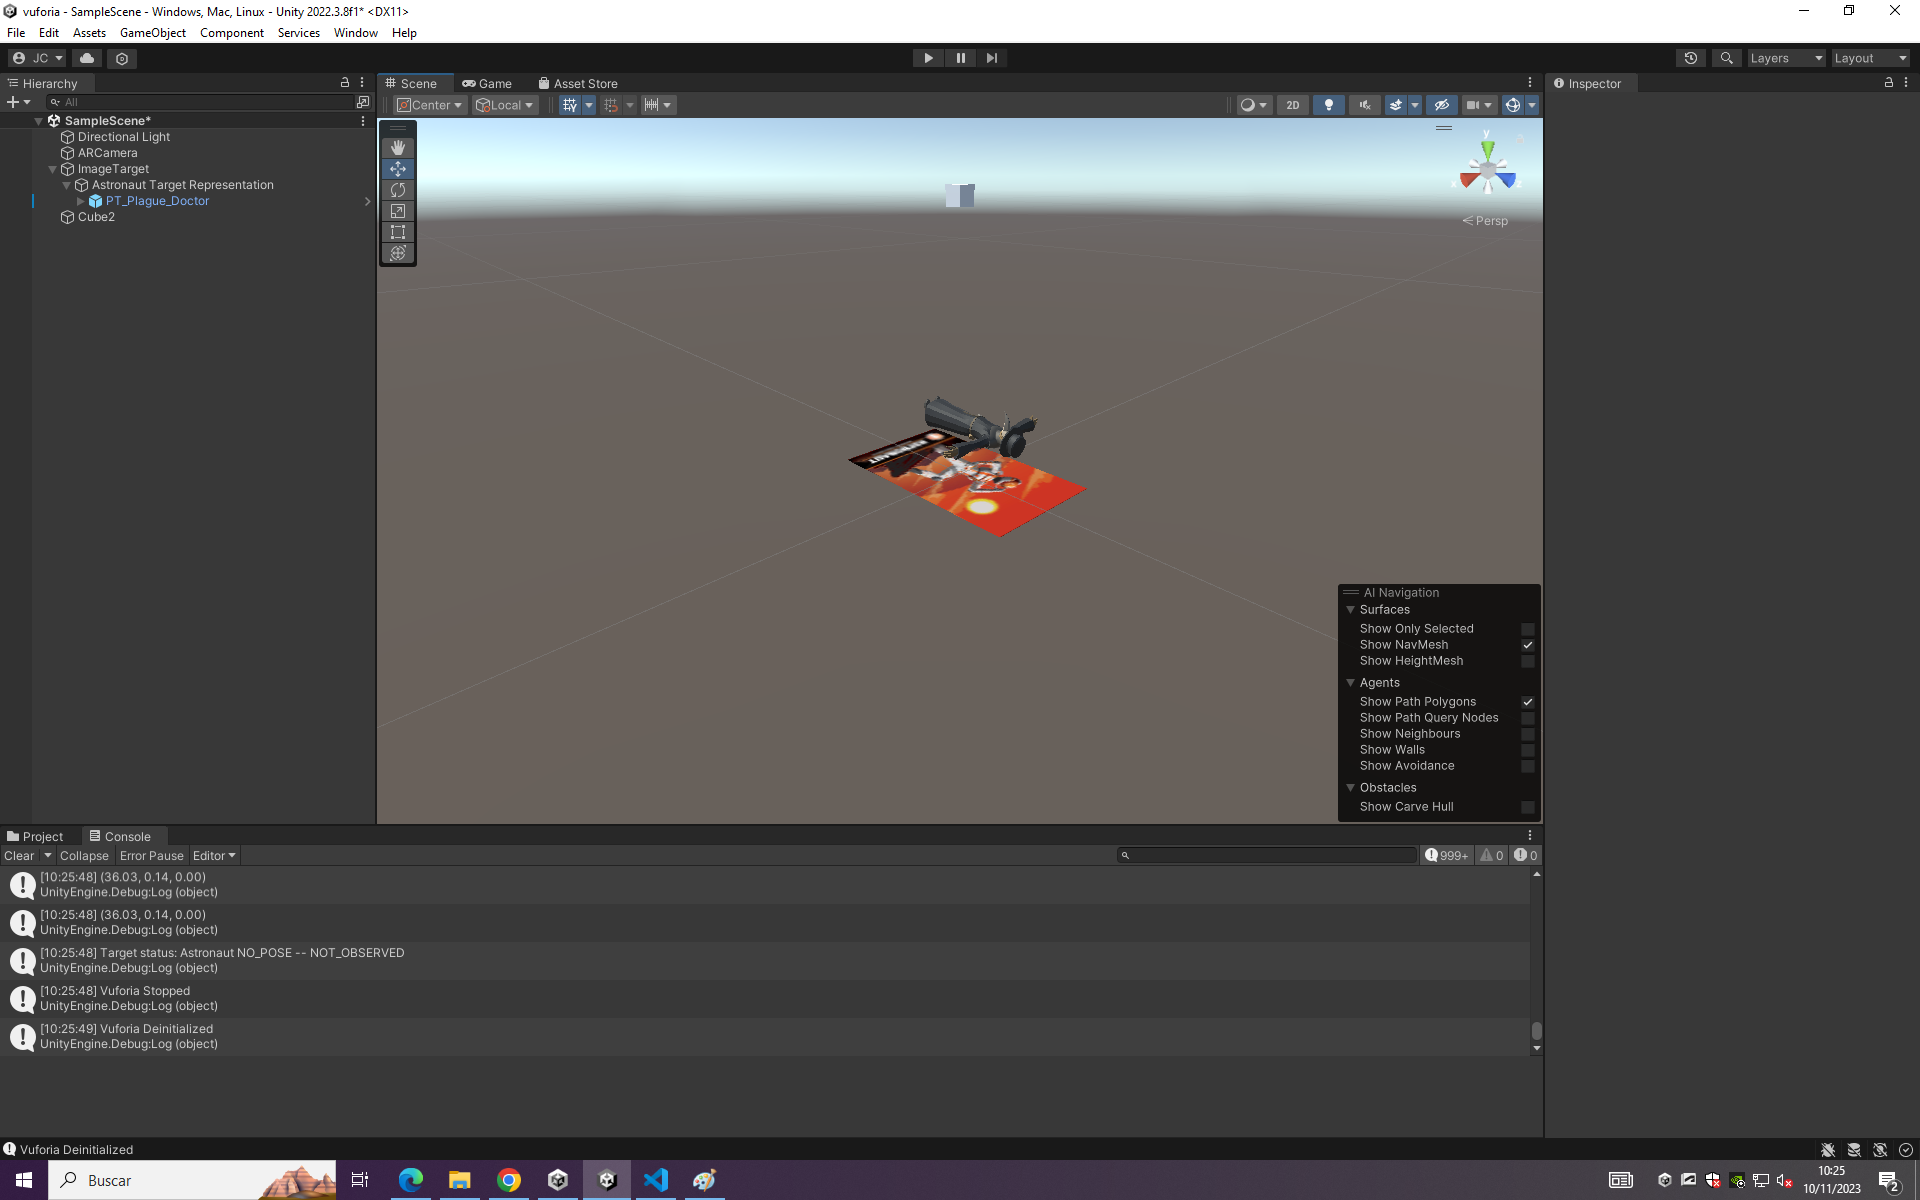 vuforia - SampleScene - Windows, Mac, Linux - Unity 2022.3.8f1* <DX11>
File Edit Assets GameObject Component Services Window Help
JC Layers Layout
Hierarchy
All
SampleScene*
Directional Light
ARCamera
ImageTarget
Astronaut Target Representation
PT_Plague_Doctor
Cube2
Scene Game Asset Store
Center Local 2D
y
x z
Persp
AI Navigation
Surfaces
Show Only Selected
Show NavMesh
Show HeightMesh
Agents
Show Path Polygons
Show Path Query Nodes
Show Neighbours
Show Walls
Show Avoidance
Obstacles
Show Carve Hull
Inspector
Project Console
Clear Collapse Error Pause Editor 999+ 0 0
[10:25:48] (36.03, 0.14, 0.00)
UnityEngine.Debug:Log (object)
[10:25:48] (36.03, 0.14, 0.00)
UnityEngine.Debug:Log (object)
[10:25:48] Target status: Astronaut NO_POSE -- NOT_OBSERVED
UnityEngine.Debug:Log (object)
[10:25:48] Vuforia Stopped
UnityEngine.Debug:Log (object)
[10:25:49] Vuforia Deinitialized
UnityEngine.Debug:Log (object)
Vuforia Deinitialized
Buscar
10:25
10/11/2023
2